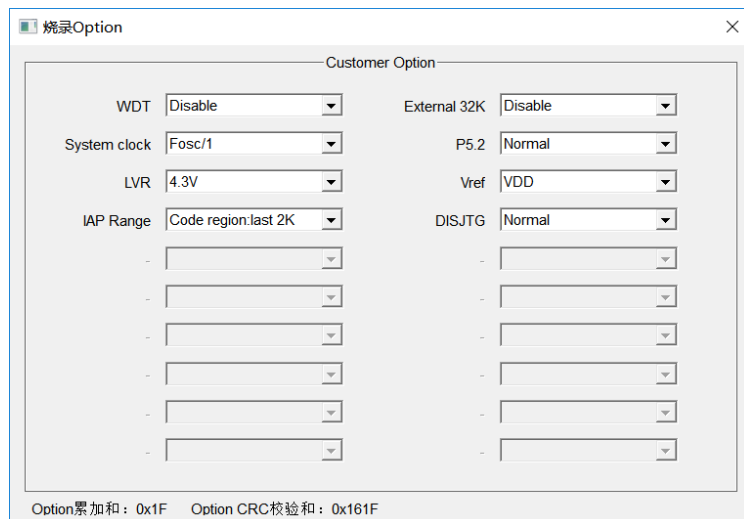 烧录Option
Customer Option
WDT Disable External 32K Disable
System clock Fosc/1 P5.2 Normal
LVR 4.3V Vref VDD
IAP Range Code region:last 2K DISJTG Normal
- -
- -
- -
- -
- -
- -
Option累加和：0x1F Option CRC校验和：0x161F